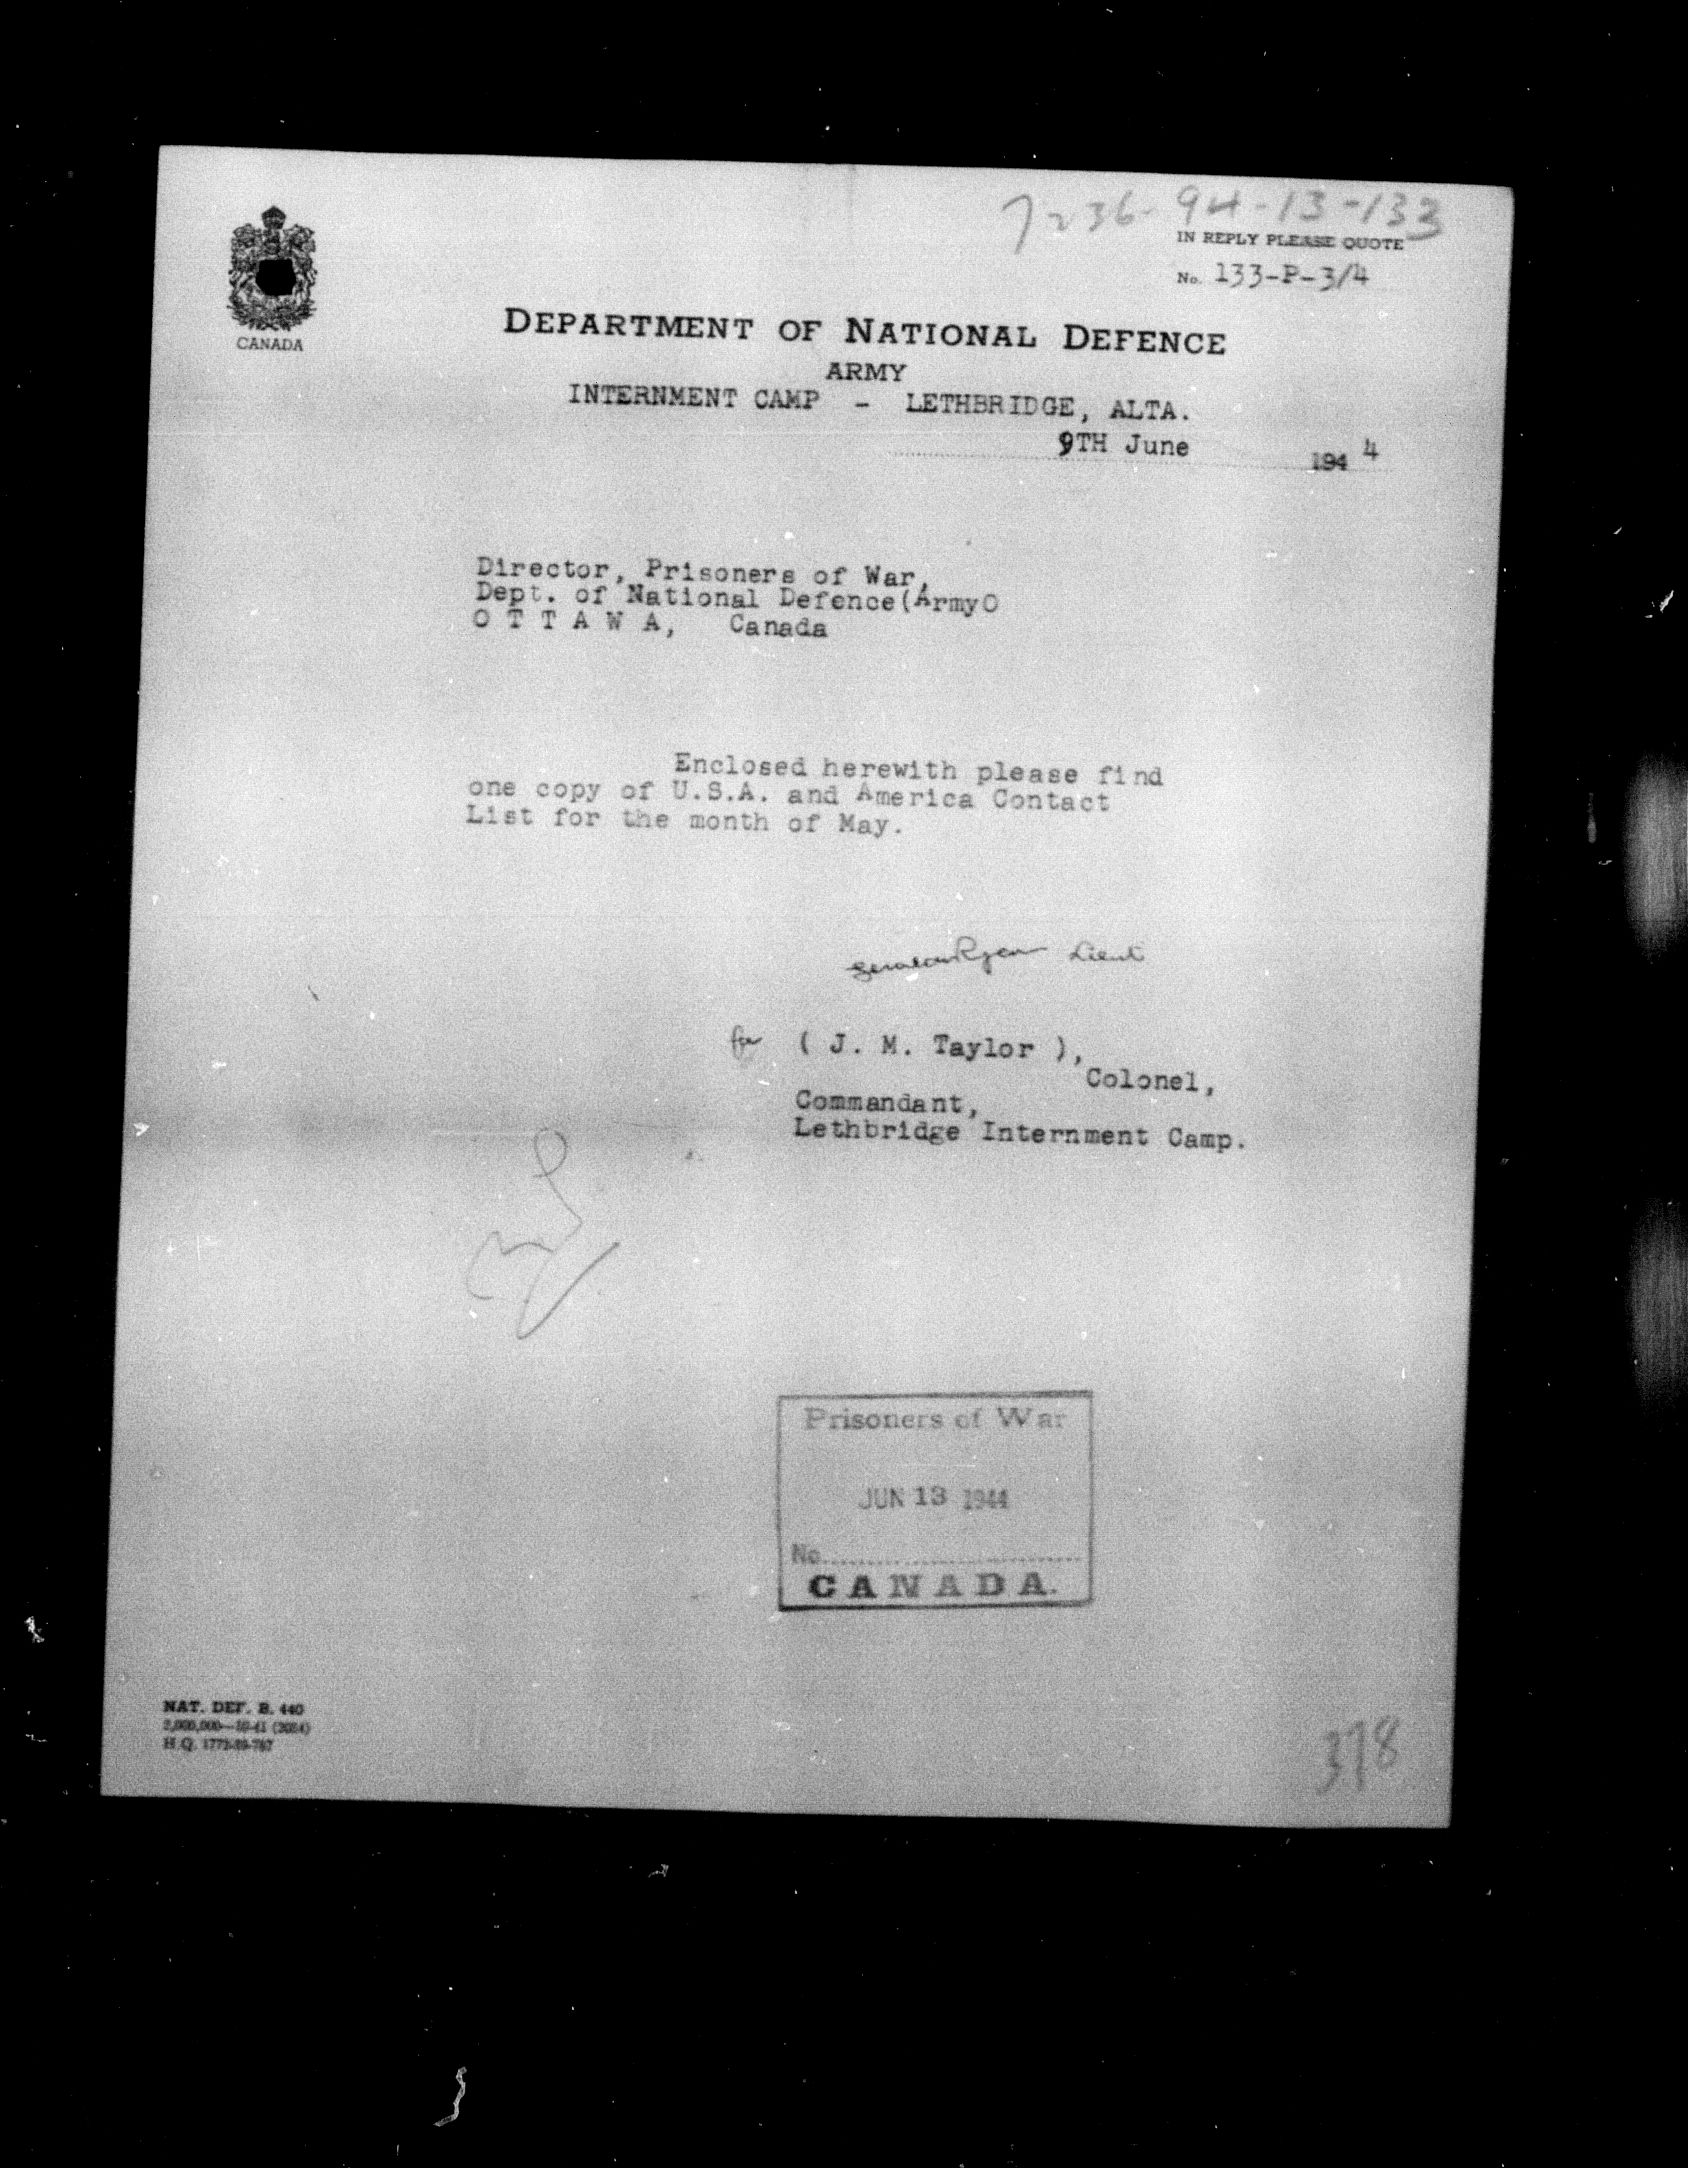 7236-94-13-133
IN REPLY PLEASE QUOTE
No. 133-P-3/4
CANADA
DEPARTMENT OF NATIONAL DEFENCE
ARMY
INTERNMENT CAMP - LETHBRIDGE, ALTA.
9TH June 1944
Director, Prisoners of War,
Dept. of National Defence(ArmyO
O T T A W A, Canada
Enclosed herewith please find
one copy of U.S.A. and America Contact
List for the month of May.
Ryan Lieut
for ( J. M. Taylor ),
Colonel,
Commandant,
Lethbridge Internment Camp.
Prisoners of War
JUN 13 1944
No.
CANADA.
NAT. DEF. B. 440
H.Q.
378